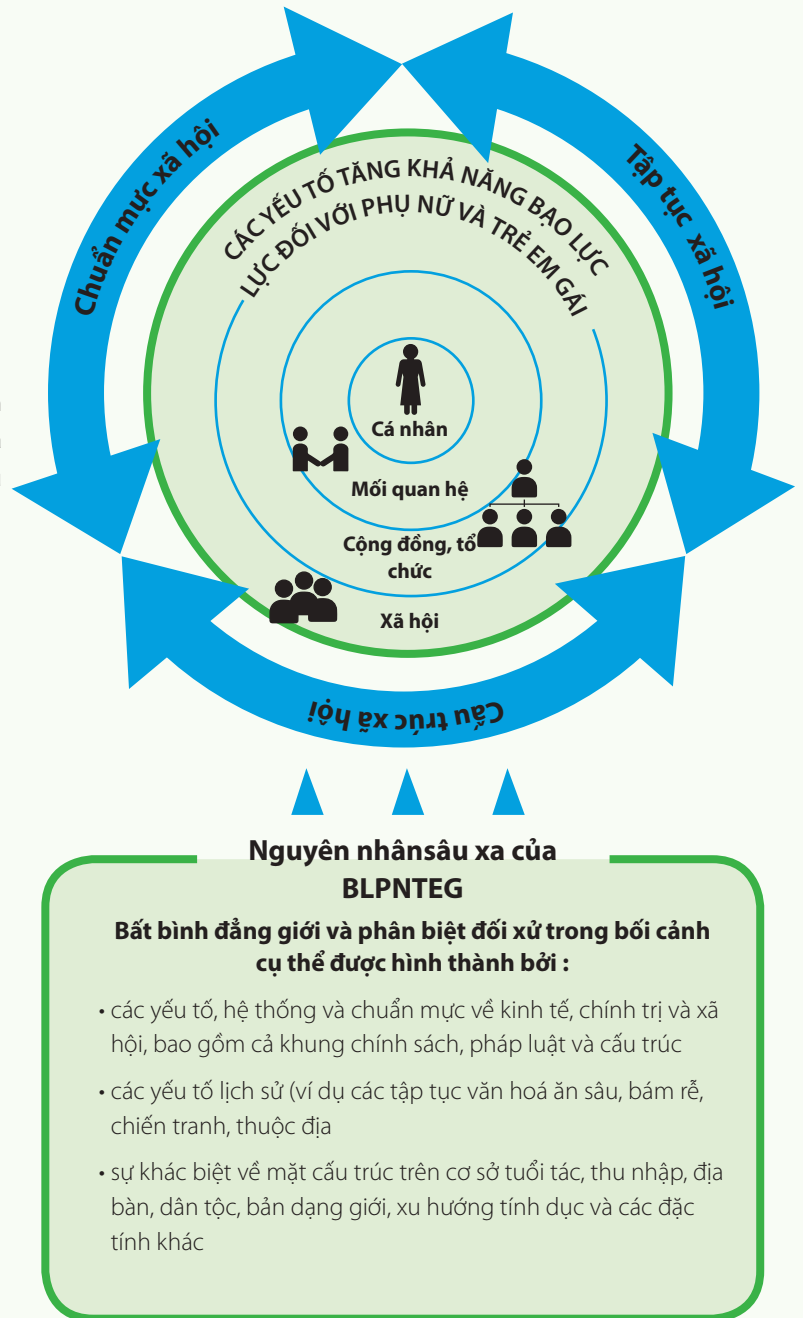 Chuẩn mực xã hội
Tập tục xã hội
CÁC YẾU TỐ TĂNG KHẢ NĂNG BẠO LỰC
LỰC ĐỐI VỚI PHỤ NỮ VÀ TRẺ EM GÁI
Cá nhân
Mối quan hệ
Cộng đồng, tổ
chức
Xã hội
Cấu trúc xã hội
Nguyên nhânsâu xa của
BLPNTEG
Bất bình đẳng giới và phân biệt đối xử trong bối cảnh
cụ thể được hình thành bởi :
• các yếu tố, hệ thống và chuẩn mực về kinh tế, chính trị và xã
hội, bao gồm cả khung chính sách, pháp luật và cấu trúc
• các yếu tố lịch sử (ví dụ các tập tục văn hoá ăn sâu, bám rễ,
chiến tranh, thuộc địa
• sự khác biệt về mặt cấu trúc trên cơ sở tuổi tác, thu nhập, địa
bàn, dân tộc, bản dạng giới, xu hướng tính dục và các đặc
tính khác